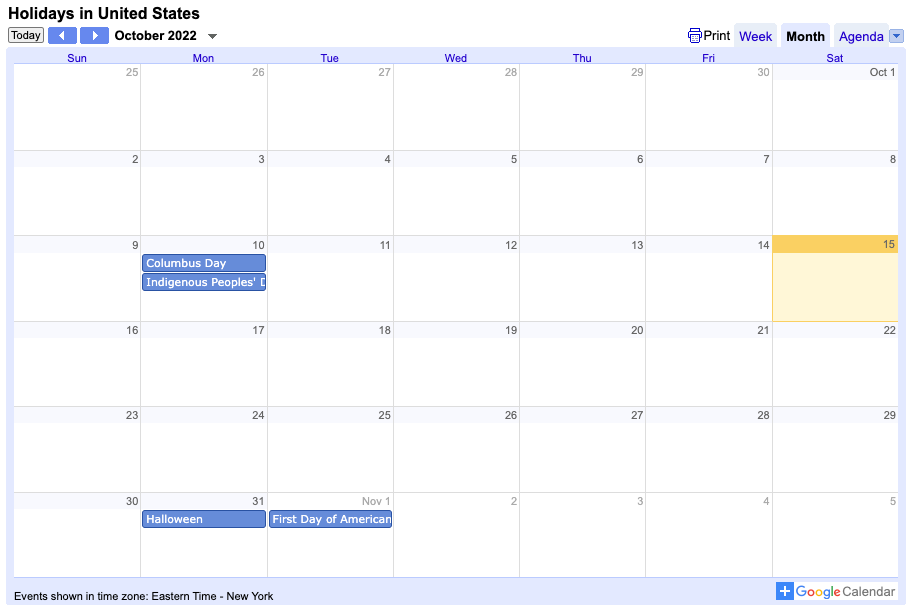 Holidays in United States
Today October 2022 Print Week Month Agenda
Sun Mon Tue Wed Thu Fri Sat
25 26 27 28 29 30 Oct 1
2 3 4 5 6 7 8
9 10 11 12 13 14 15
Columbus Day
Indigenous Peoples' D
16 17 18 19 20 21 22
23 24 25 26 27 28 29
30 31 Nov 1 2 3 4 5
Halloween First Day of American
Events shown in time zone: Eastern Time - New York
Google Calendar